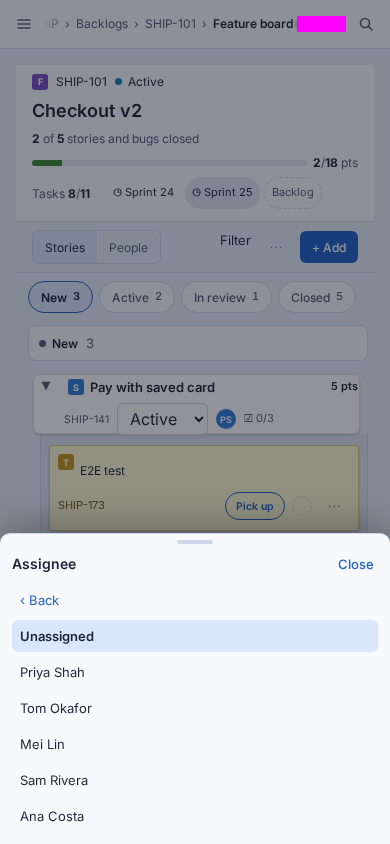 IP › Backlogs › SHIP-101 › Feature board
F SHIP-101 Active
Checkout v2
2 of 5 stories and bugs closed
2/18 pts
Tasks 8/11 Sprint 24 Sprint 25 Backlog
Stories People Filter ... + Add
New 3 Active 2 In review 1 Closed 5
New 3
S Pay with saved card 5 pts
SHIP-141 Active PS 0/3
T E2E test
SHIP-173 Pick up ...
Assignee Close
‹ Back
Unassigned
Priya Shah
Tom Okafor
Mei Lin
Sam Rivera
Ana Costa